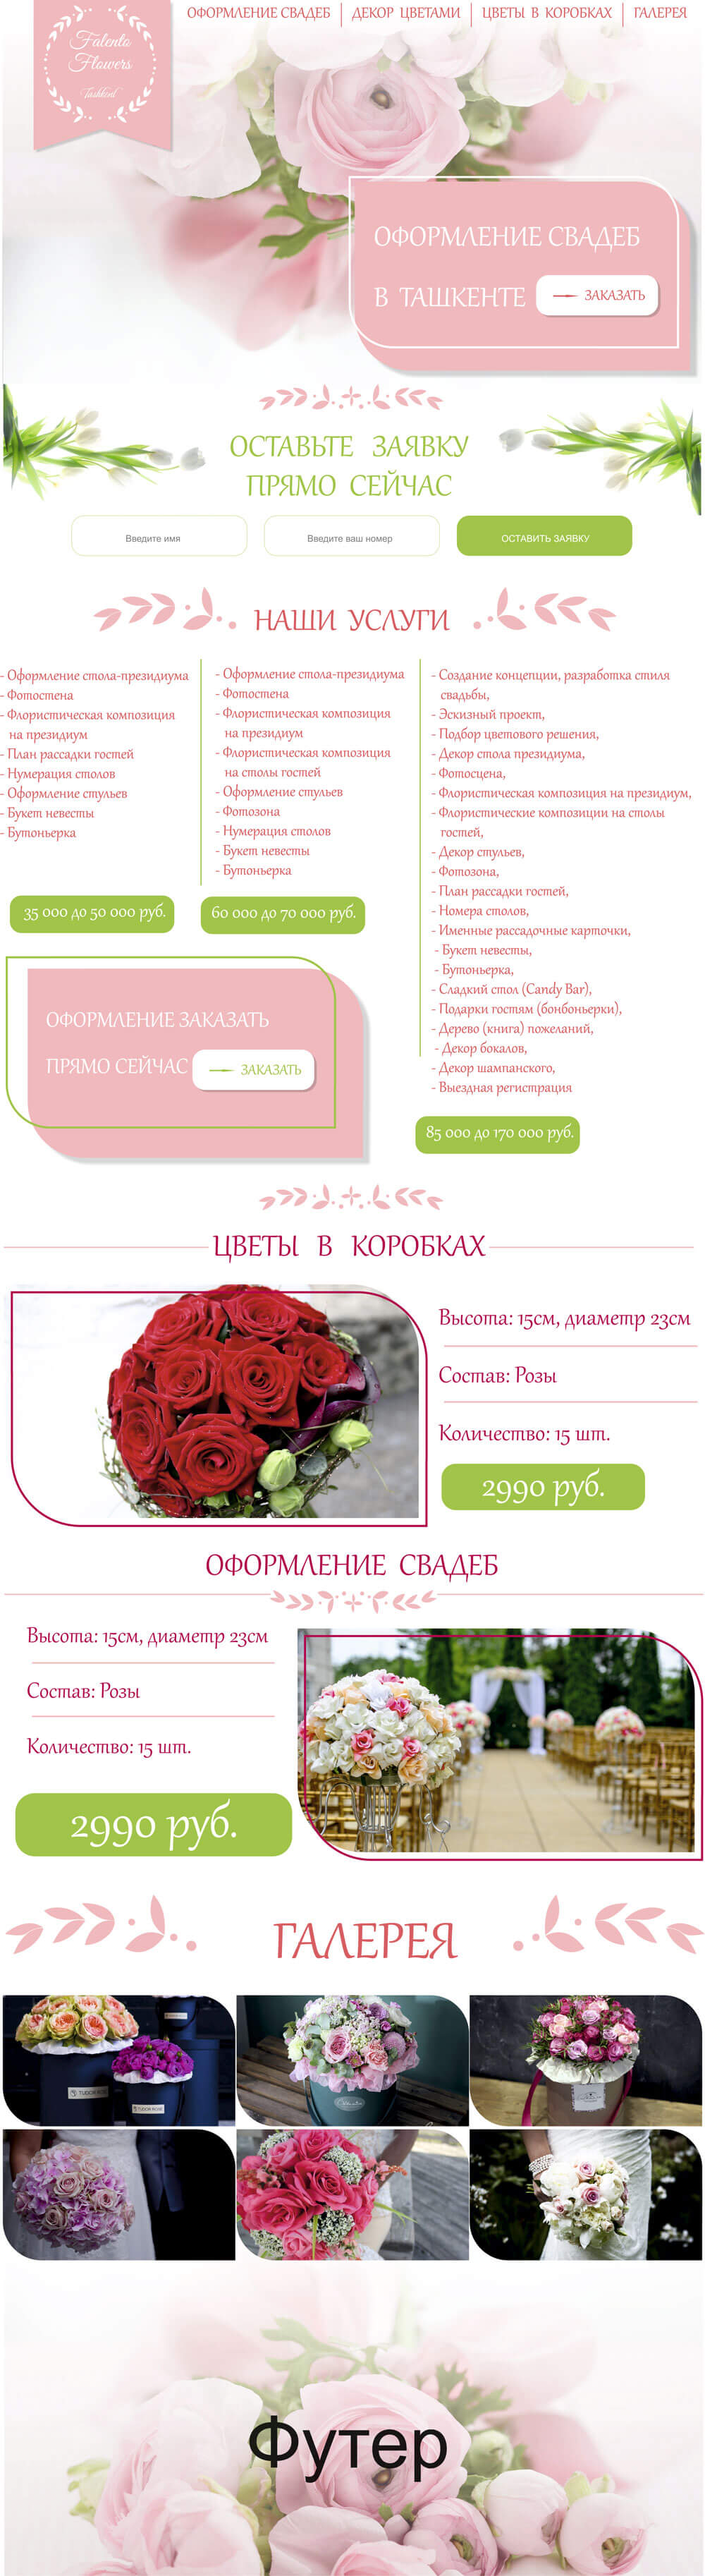 Falento
Flowers
Tashkent
ОФОРМЛЕНИЕ СВАДЕБ
ДЕКОР ЦВЕТАМИ
ЦВЕТЫ В КОРОБКАХ
ГАЛЕРЕЯ
ОФОРМЛЕНИЕ СВАДЕБ
В ТАШКЕНТЕ
ЗАКАЗАТЬ
ОСТАВЬТЕ ЗАЯВКУ
ПРЯМО СЕЙЧАС
Введите имя
Введите ваш номер
ОСТАВИТЬ ЗАЯВКУ
НАШИ УСЛУГИ
- Оформление стола-президиума
- Фотостена
- Флористическая композиция
на президиум
- План рассадки гостей
- Нумерация столов
- Оформление стульев
- Букет невесты
- Бутоньерка
35 000 до 50 000 руб.
- Оформление стола-президиума
- Фотостена
- Флористическая композиция
на президиум
- Флористическая композиция
на столы гостей
- Оформление стульев
- Фотозона
- Нумерация столов
- Букет невесты
- Бутоньерка
60 000 до 70 000 руб.
- Создание концепции, разработка стиля
свадьбы,
- Эскизный проект,
- Подбор цветового решения,
- Декор стола президиума,
- Фотосцена,
- Флористическая композиция на президиум,
- Флористические композиции на столы
гостей,
- Декор стульев,
- Фотозона,
- План рассадки гостей,
- Номера столов,
- Именные рассадочные карточки,
- Букет невесты,
- Бутоньерка,
- Сладкий стол (Candy Bar),
- Подарки гостям (бонбоньерки),
- Дерево (книга) пожеланий,
- Декор бокалов,
- Декор шампанского,
- Выездная регистрация
85 000 до 170 000 руб.
ОФОРМЛЕНИЕ ЗАКАЗАТЬ
ПРЯМО СЕЙЧАС
ЗАКАЗАТЬ
ЦВЕТЫ В КОРОБКАХ
Высота: 15см, диаметр 23см
Состав: Розы
Количество: 15 шт.
2990 руб.
ОФОРМЛЕНИЕ СВАДЕБ
Высота: 15см, диаметр 23см
Состав: Розы
Количество: 15 шт.
2990 руб.
ГАЛЕРЕЯ
TUDOR ROSE
TUDOR ROSE
Футер